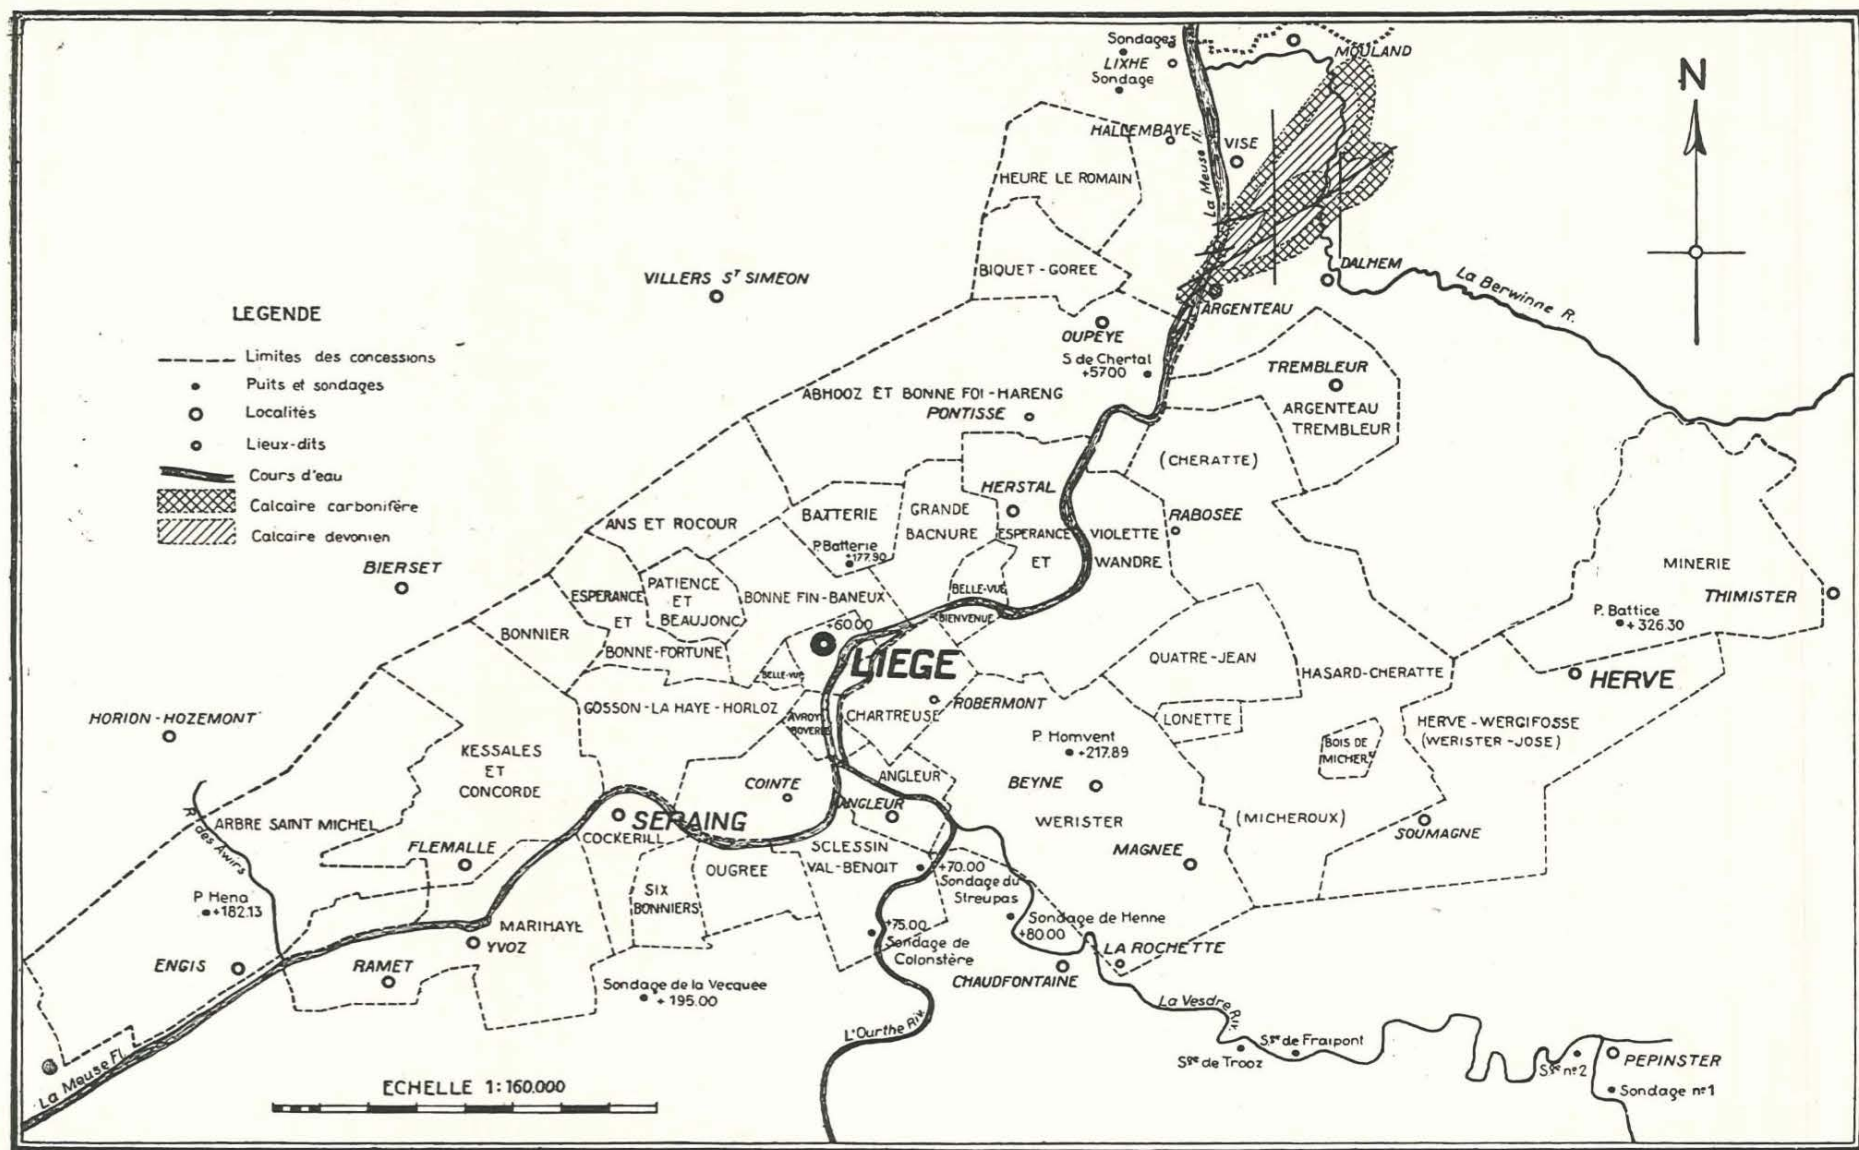 Sondages
LIXHE
Sondage
MOULAND
N
HALLEMBAYE
VISE
La Meuse Fl.
HEURE LE ROMAIN
BIQUET - GOREE
DALHEM
La Berwinne R.
VILLERS S^T SIMEON
ARGENTEAU
OUPEYE
S de Chertal
+5700
LEGENDE
Limites des concessions
Puits et sondages
Localités
Lieux-dits
Cours d'eau
Calcaire carbonifère
Calcaire devonien
TREMBLEUR
ARGENTEAU
TREMBLEUR
ABHOOZ ET BONNE FOI-HARENG
PONTISSE
(CHERATTE)
HERSTAL
GRANDE
BACNURE
BATTERIE
P. Batterie
+177.90
ANS ET ROCOUR
RABOSEE
ESPERANCE
ET
VIOLETTE
WANDRE
BELLE-VUE
BIENVENUE
BIERSET
ESPERANCE
ET
BONNE-FORTUNE
PATIENCE
ET
BEAUJONC
BONNE FIN-BANEUX
BONNIER
+60.00
LIEGE
BELLE-VUE
MINERIE
THIMISTER
P. Battice
+ 326.30
QUATRE-JEAN
HASARD-CHERATTE
HERVE
HORION-HOZEMONT
GOSSON-LA HAYE-HORLOZ
AVROY
BOVERIE
CHARTREUSE
ROBERMONT
LONETTE
HERVE - WERGIFOSSE
(WERISTER-JOSE)
BOIS DE
MICHER
KESSALES
ET
CONCORDE
P. Homvent
+217.89
COINTE
ANGLEUR
ANGLEUR
BEYNE
WERISTER
(MICHEROUX)
SOUMAGNE
MAGNEE
ARBRE SAINT MICHEL
R. des Awirs
SERAING
COCKERILL
FLEMALLE
OUGREE
SCLESSIN
VAL-BENOIT
+70.00
Sondage du
Streupas
SIX
BONNIERS
P Hena
+182.13
MARIHAYE
YVOZ
+75.00
Sondage de
Colonstère
Sondage de Henne
+80.00
LA ROCHETTE
ENGIS
RAMET
CHAUDFONTAINE
Sondage de la Vecquée
+ 195.00
La Vesdre Riv.
L'Ourthe Riv.
S^ge de Trooz
S^ge de Fraipont
S^ge n°2
PEPINSTER
Sondage n°1
La Meuse Fl.
ECHELLE 1:160.000